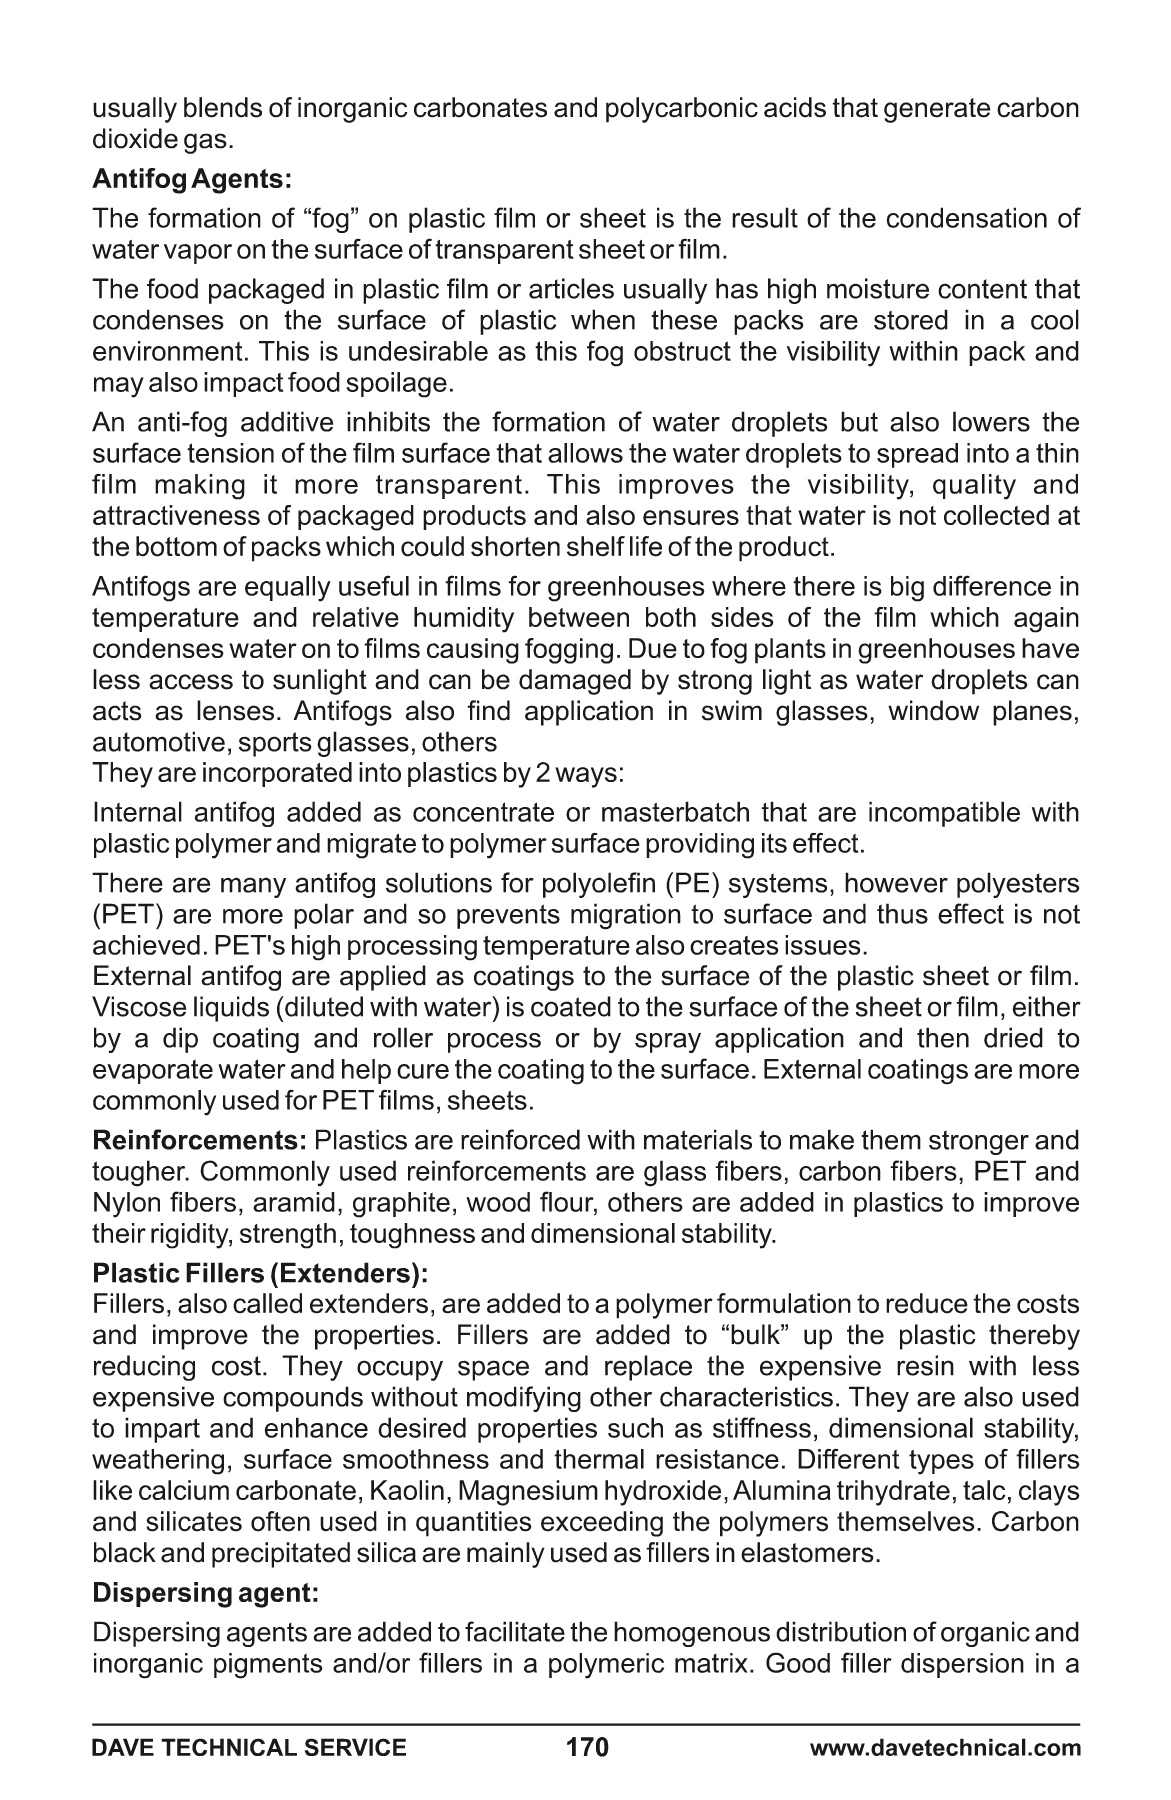 usually blends of inorganic carbonates and polycarbonic acids that generate carbon
dioxide gas.
Antifog Agents:
The formation of “fog” on plastic film or sheet is the result of the condensation of
water vapor on the surface of transparent sheet or film.
The food packaged in plastic film or articles usually has high moisture content that
condenses on the surface of plastic when these packs are stored in a cool
environment. This is undesirable as this fog obstruct the visibility within pack and
may also impact food spoilage.
An anti-fog additive inhibits the formation of water droplets but also lowers the
surface tension of the film surface that allows the water droplets to spread into a thin
film making it more transparent. This improves the visibility, quality and
attractiveness of packaged products and also ensures that water is not collected at
the bottom of packs which could shorten shelf life of the product.
Antifogs are equally useful in films for greenhouses where there is big difference in
temperature and relative humidity between both sides of the film which again
condenses water on to films causing fogging. Due to fog plants in greenhouses have
less access to sunlight and can be damaged by strong light as water droplets can
acts as lenses. Antifogs also find application in swim glasses, window planes,
automotive, sports glasses, others
They are incorporated into plastics by 2 ways:
Internal antifog added as concentrate or masterbatch that are incompatible with
plastic polymer and migrate to polymer surface providing its effect.
There are many antifog solutions for polyolefin (PE) systems, however polyesters
(PET) are more polar and so prevents migration to surface and thus effect is not
achieved. PET's high processing temperature also creates issues.
External antifog are applied as coatings to the surface of the plastic sheet or film.
Viscose liquids (diluted with water) is coated to the surface of the sheet or film, either
by a dip coating and roller process or by spray application and then dried to
evaporate water and help cure the coating to the surface. External coatings are more
commonly used for PET films, sheets.
Reinforcements: Plastics are reinforced with materials to make them stronger and
tougher. Commonly used reinforcements are glass fibers, carbon fibers, PET and
Nylon fibers, aramid, graphite, wood flour, others are added in plastics to improve
their rigidity, strength, toughness and dimensional stability.
Plastic Fillers (Extenders):
Fillers, also called extenders, are added to a polymer formulation to reduce the costs
and improve the properties. Fillers are added to “bulk” up the plastic thereby
reducing cost. They occupy space and replace the expensive resin with less
expensive compounds without modifying other characteristics. They are also used
to impart and enhance desired properties such as stiffness, dimensional stability,
weathering, surface smoothness and thermal resistance. Different types of fillers
like calcium carbonate, Kaolin, Magnesium hydroxide, Alumina trihydrate, talc, clays
and silicates often used in quantities exceeding the polymers themselves. Carbon
black and precipitated silica are mainly used as fillers in elastomers.
Dispersing agent:
Dispersing agents are added to facilitate the homogenous distribution of organic and
inorganic pigments and/or fillers in a polymeric matrix. Good filler dispersion in a
DAVE TECHNICAL SERVICE 170 www.davetechnical.com